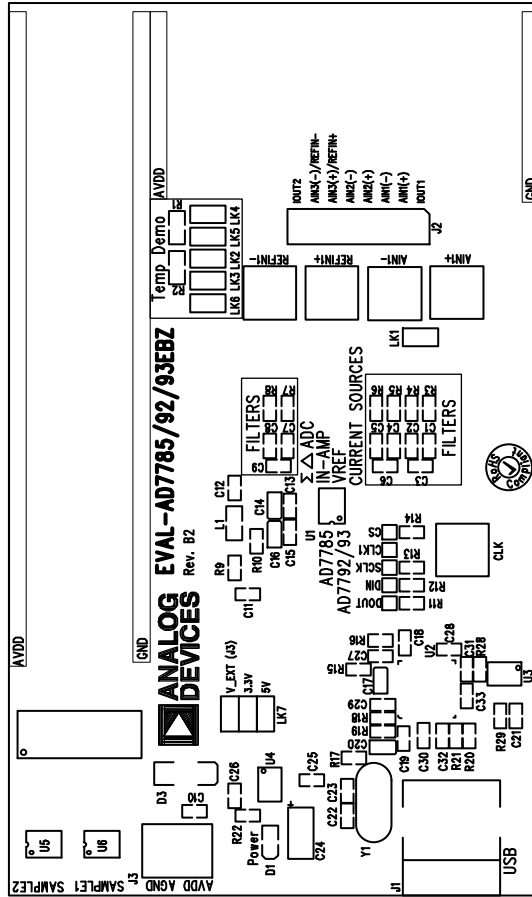 AVDD
GND
AVDD
GND
Temp Demo
R1
R2
LK4
LK5
LK2
LK3
LK6
IOUT2
AIN3(-)/REFIN-
AIN3(+)/REFIN+
AIN2(-)
AIN2(+)
AIN1(-)
AIN1(+)
IOUT1
J2
REFIN1-
REFIN1+
AIN1-
AIN1+
LK1
EVAL-AD7785/92/93EBZ
Rev. B2
ANALOG
DEVICES
FILTERS
R8
R7
C8
C7
C9
Σ△ ADC
IN-AMP
VREF
CURRENT SOURCES
R6
R5
R4
R3
C5
C4
C2
C1
C6
C3
FILTERS
C12
L1
C14
C13
R9
R10
C16
C15
C11
U1
AD7785
AD7792/93
CS
CLK1
SCLK
DIN
DOUT
R14
R13
R12
R11
CLK
RoHS
Compliant
V_EXT (J3)
3.3V
5V
LK7
R16
C27
R15
C17
C18
U2
C28
C31
R28
C33
U3
C29
R18
R19
C20
R17
C19
C30
C32
R21
R20
R29
C21
D3
C10
C26
U4
R22
Power
D1
C25
+
C24
C23
C22
Y1
U5
U6
J3
SAMPLE2
SAMPLE1
AGND
AVDD
J1
USB